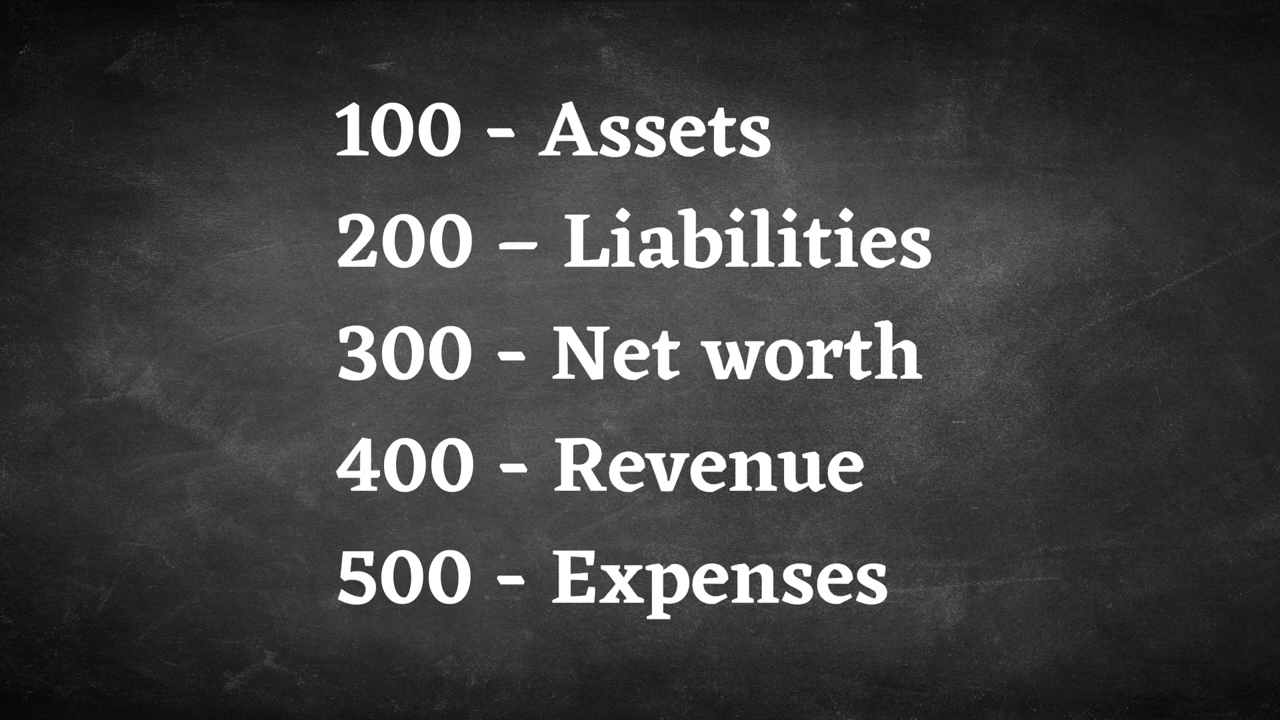 100 - Assets
200 – Liabilities
300 - Net worth
400 - Revenue
500 - Expenses